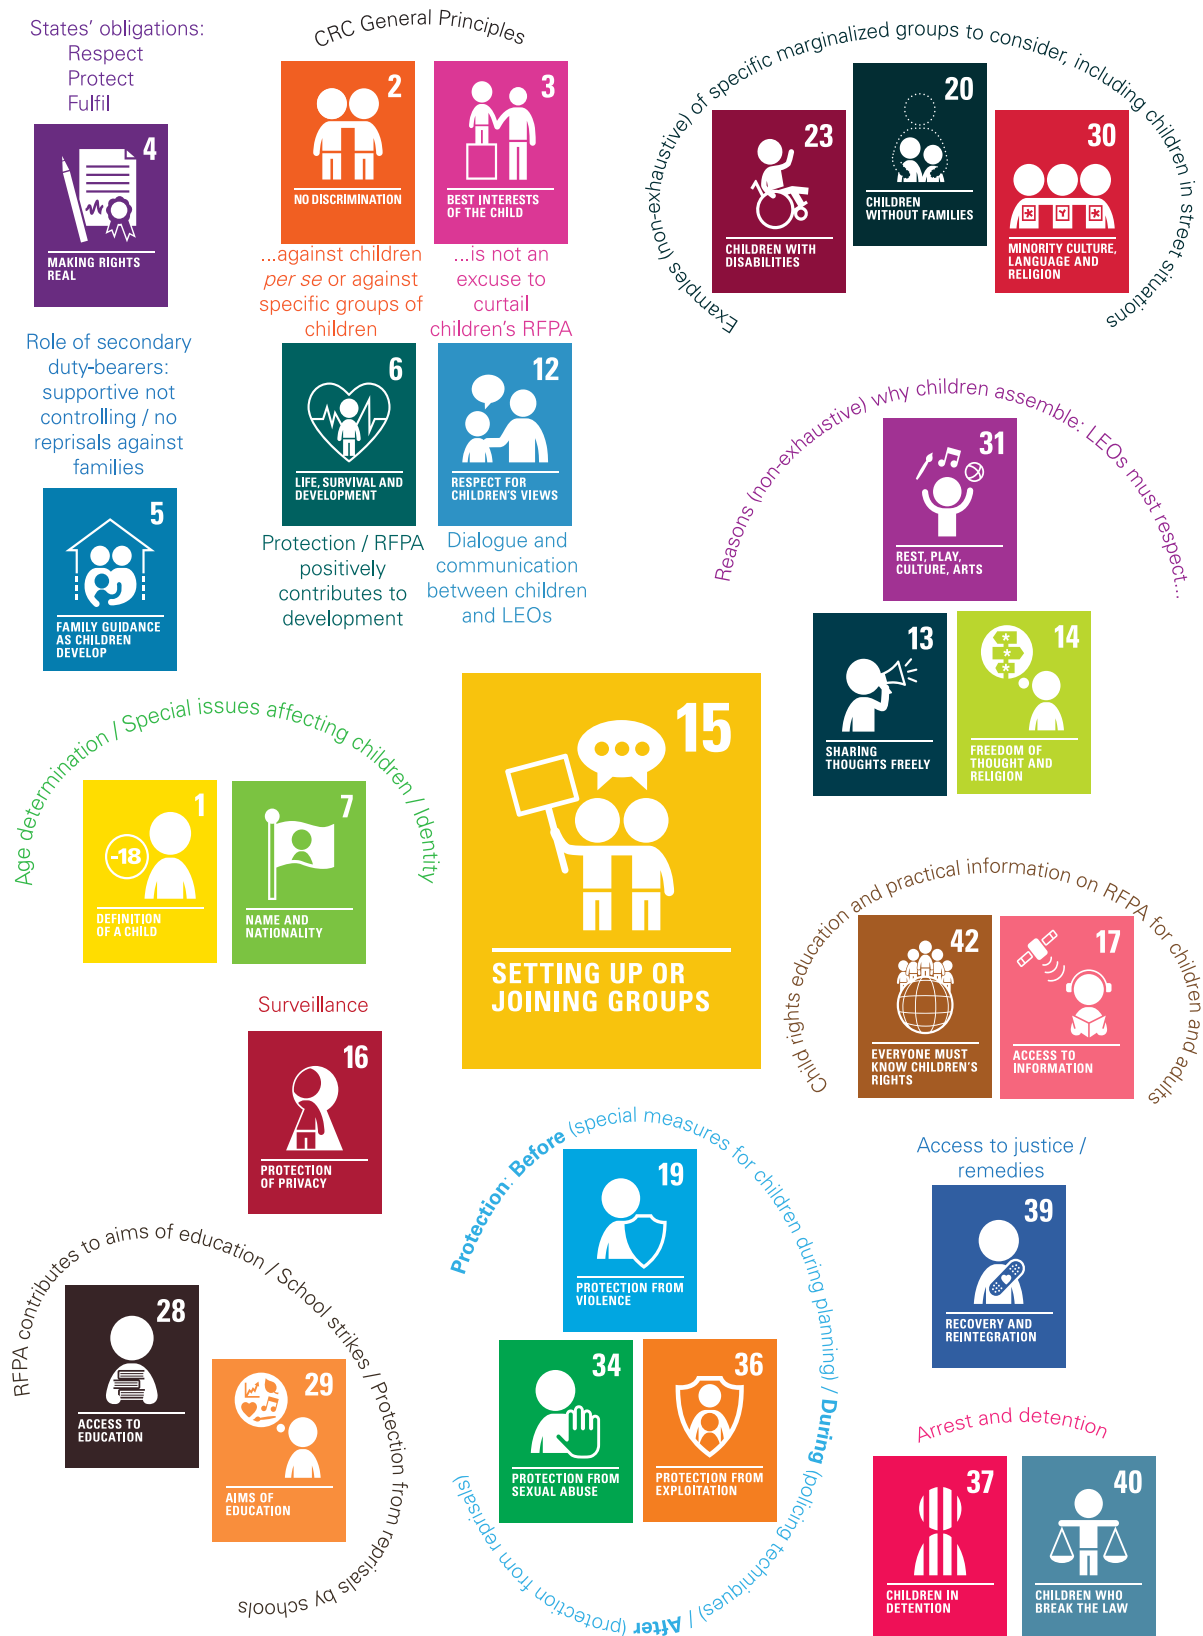 States' obligations:
Respect
Protect
Fulfil
4
MAKING RIGHTS
REAL
Role of secondary
duty-bearers:
supportive not
controlling / no
reprisals against
families
5
FAMILY GUIDANCE
AS CHILDREN
DEVELOP
CRC General Principles
2
NO DISCRIMINATION
...against children
per se or against
specific groups of
children
3
BEST INTERESTS
OF THE CHILD
...is not an
excuse to
curtail
children's RFPA
6
LIFE, SURVIVAL AND
DEVELOPMENT
Protection / RFPA
positively
contributes to
development
12
RESPECT FOR
CHILDREN'S VIEWS
Dialogue and
communication
between children
and LEOs
Examples (non-exhaustive) of specific marginalized groups to consider, including children in street situations
23
CHILDREN WITH
DISABILITIES
20
CHILDREN
WITHOUT FAMILIES
30
MINORITY CULTURE,
LANGUAGE AND
RELIGION
Reasons (non-exhaustive) why children assemble: LEOs must respect...
31
REST, PLAY,
CULTURE, ARTS
13
SHARING
THOUGHTS FREELY
14
FREEDOM OF
THOUGHT AND
RELIGION
Age determination / Special issues affecting children / Identity
-18
1
DEFINITION
OF A CHILD
7
NAME AND
NATIONALITY
15
SETTING UP OR
JOINING GROUPS
Child rights education and practical information on RFPA for children and adults
42
EVERYONE MUST
KNOW CHILDREN'S
RIGHTS
17
ACCESS TO
INFORMATION
Surveillance
16
PROTECTION
OF PRIVACY
Protection: Before (special measures for children during planning) / During (policing techniques) / After (protection from reprisals)
19
PROTECTION FROM
VIOLENCE
34
PROTECTION FROM
SEXUAL ABUSE
36
PROTECTION FROM
EXPLOITATION
Access to justice /
remedies
39
RECOVERY AND
REINTEGRATION
RFPA contributes to aims of education / School strikes / Protection from reprisals by schools
28
ACCESS TO
EDUCATION
29
AIMS OF
EDUCATION
Arrest and detention
37
CHILDREN IN
DETENTION
40
CHILDREN WHO
BREAK THE LAW